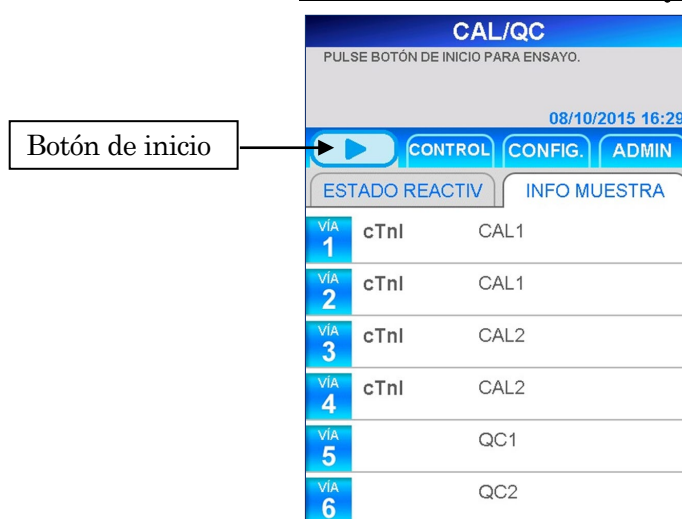 CAL/QC
PULSE BOTÓN DE INICIO PARA ENSAYO.
08/10/2015 16:29
Botón de inicio
CONTROL CONFIG. ADMIN
ESTADO REACTIV INFO MUESTRA
VÍA
1 cTnI CAL1
VÍA
2 cTnI CAL1
VÍA
3 cTnI CAL2
VÍA
4 cTnI CAL2
VÍA
5 QC1
VÍA
6 QC2